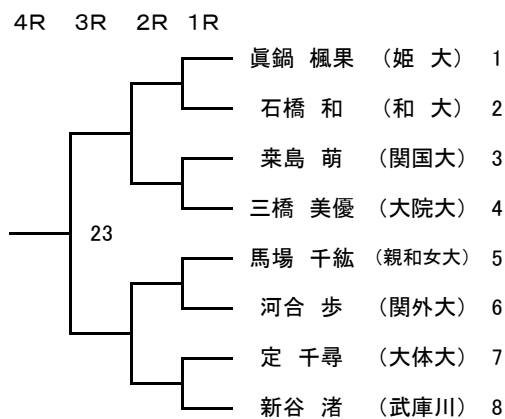 4R 3R 2R 1R
眞鍋 楓果 (姫 大) 1
石橋 和 (和 大) 2
桒島 萌 (関国大) 3
三橋 美優 (大院大) 4
23
馬場 千紘 (親和女大) 5
河合 歩 (関外大) 6
定 千尋 (大体大) 7
新谷 渚 (武庫川) 8